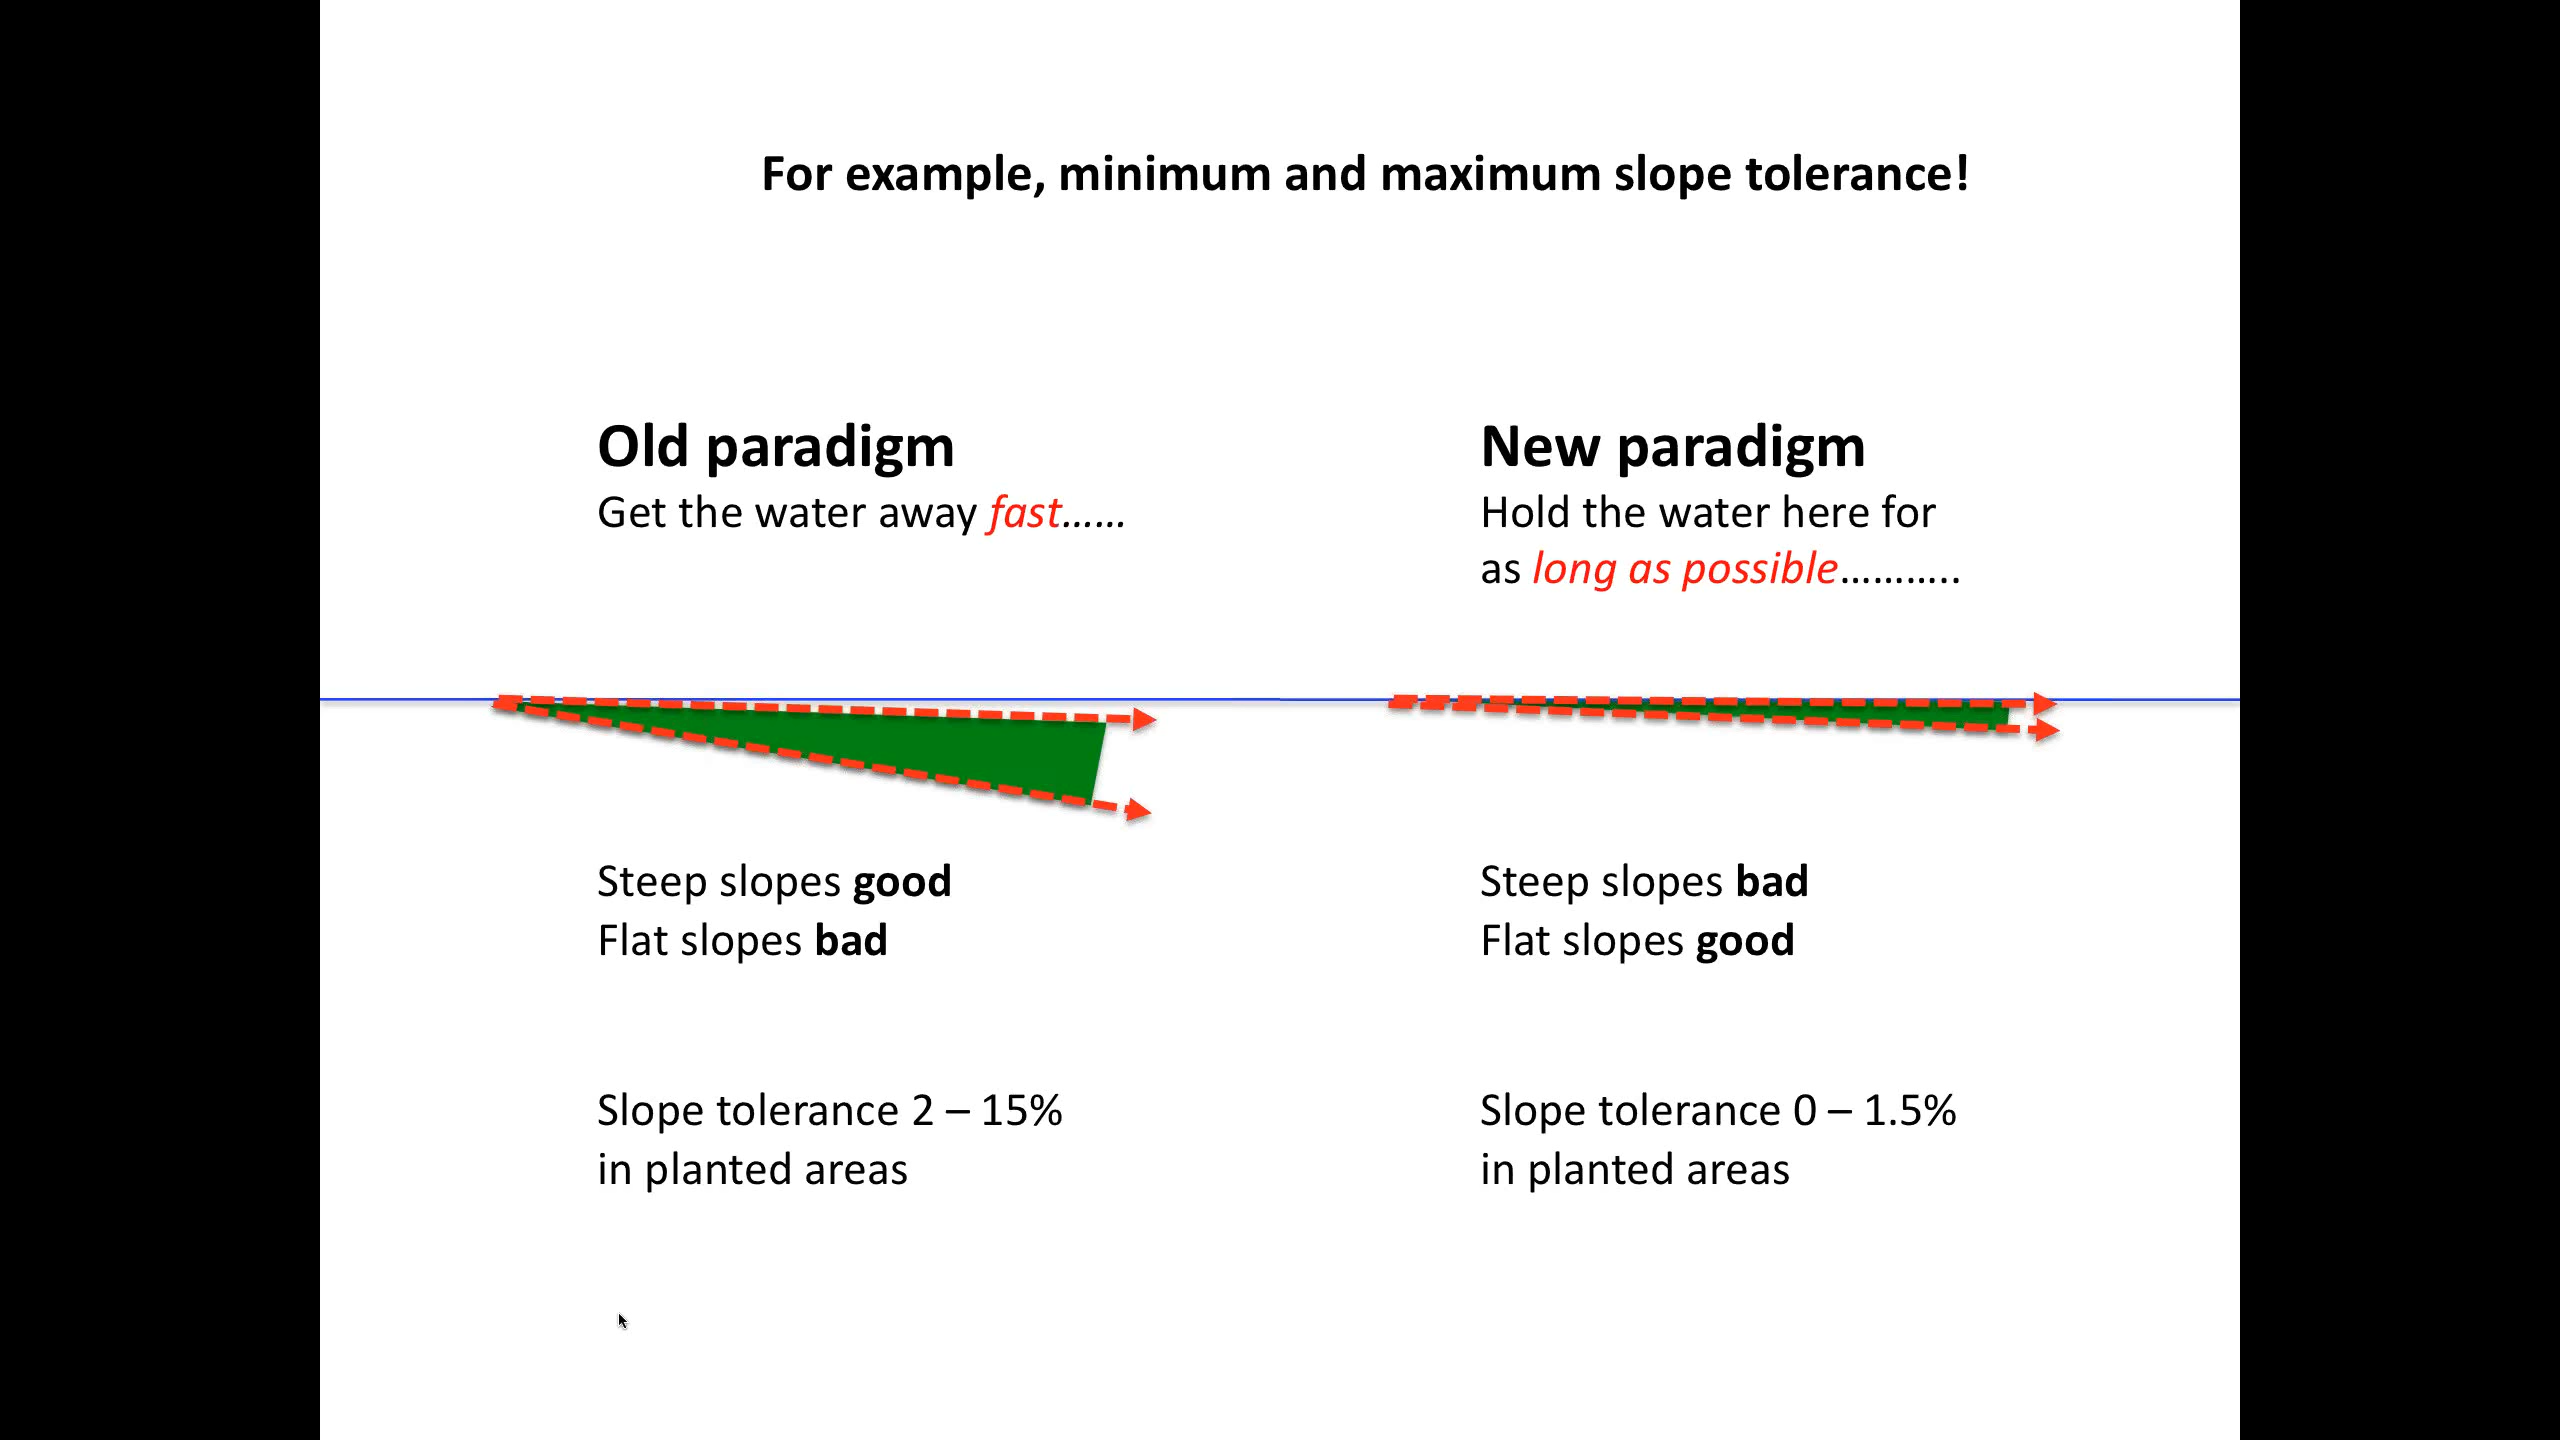 For example, minimum and maximum slope tolerance!
Old paradigm
Get the water away fast……
Steep slopes good
Flat slopes bad
Slope tolerance 2 – 15%
in planted areas
New paradigm
Hold the water here for
as long as possible………..
Steep slopes bad
Flat slopes good
Slope tolerance 0 – 1.5%
in planted areas